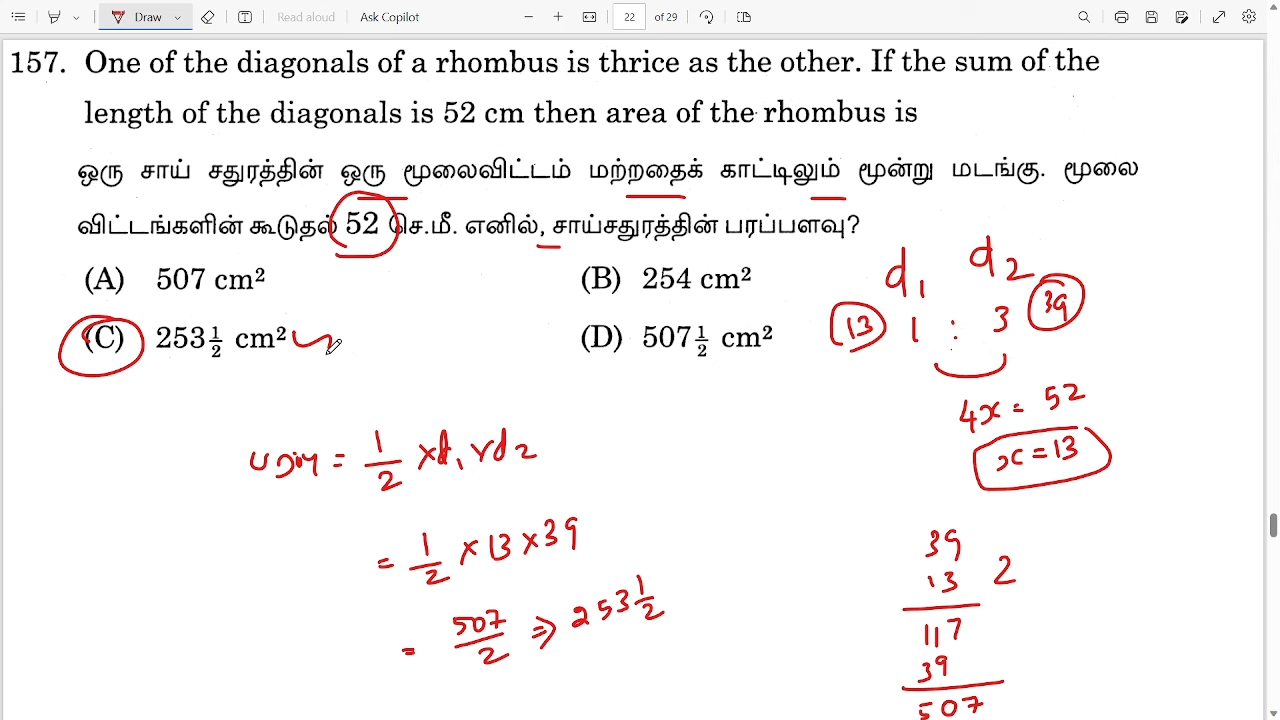 Draw Read aloud Ask Copilot 22 of 29
157. One of the diagonals of a rhombus is thrice as the other. If the sum of the
length of the diagonals is 52 cm then area of the rhombus is
ஒரு சாய் சதுரத்தின் ஒரு மூலைவிட்டம் மற்றதைக் காட்டிலும் மூன்று மடங்கு. மூலை
விட்டங்களின் கூடுதல் 52 செ.மீ. எனில், சாய்சதுரத்தின் பரப்பளவு?
(A) 507 cm² (B) 254 cm²
(C) 253½ cm² (D) 507½ cm²
d₁ d₂
13 1 : 3 39
4x = 52
x = 13
= 1/2 × d₁ × d₂
= 1/2 × 13 × 39
= 507/2 ⇒ 253 1/2
39
13 2
117
39
507